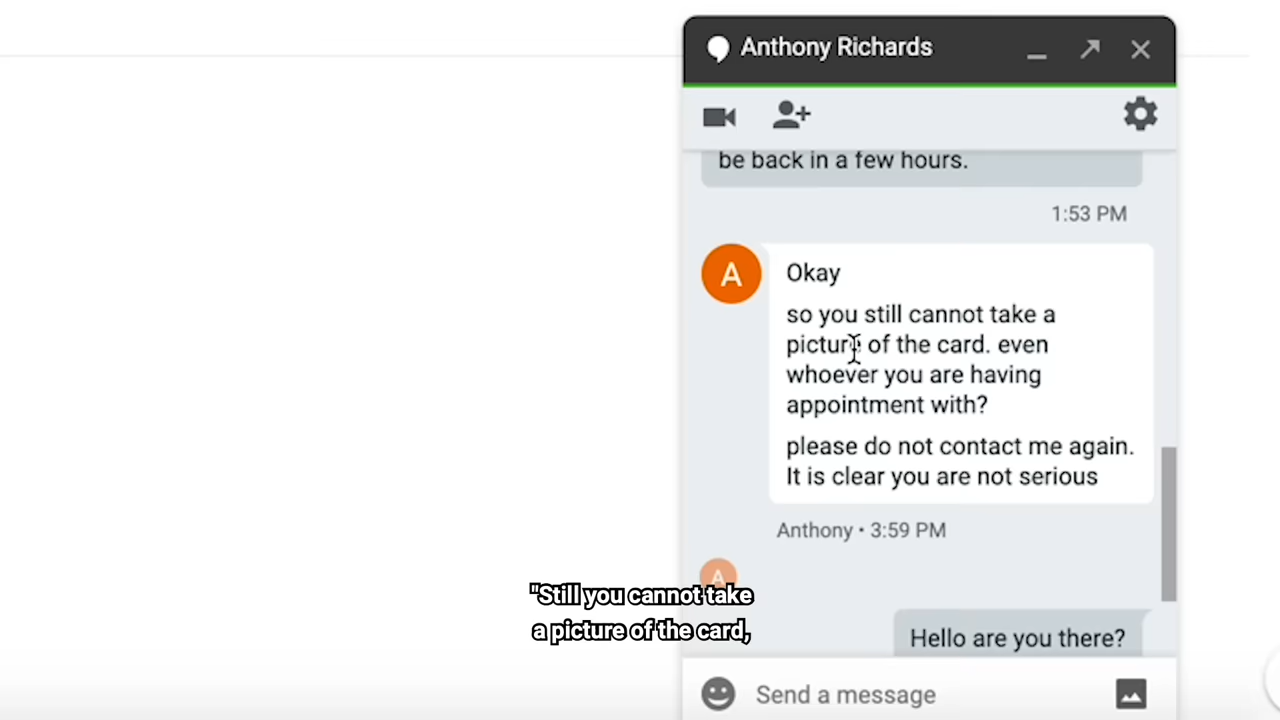 Anthony Richards
be back in a few hours.
1:53 PM
A
Okay
so you still cannot take a
picture of the card. even
whoever you are having
appointment with?
please do not contact me again.
It is clear you are not serious
Anthony • 3:59 PM
A
"Still you cannot take
a picture of the card,
Hello are you there?
Send a message